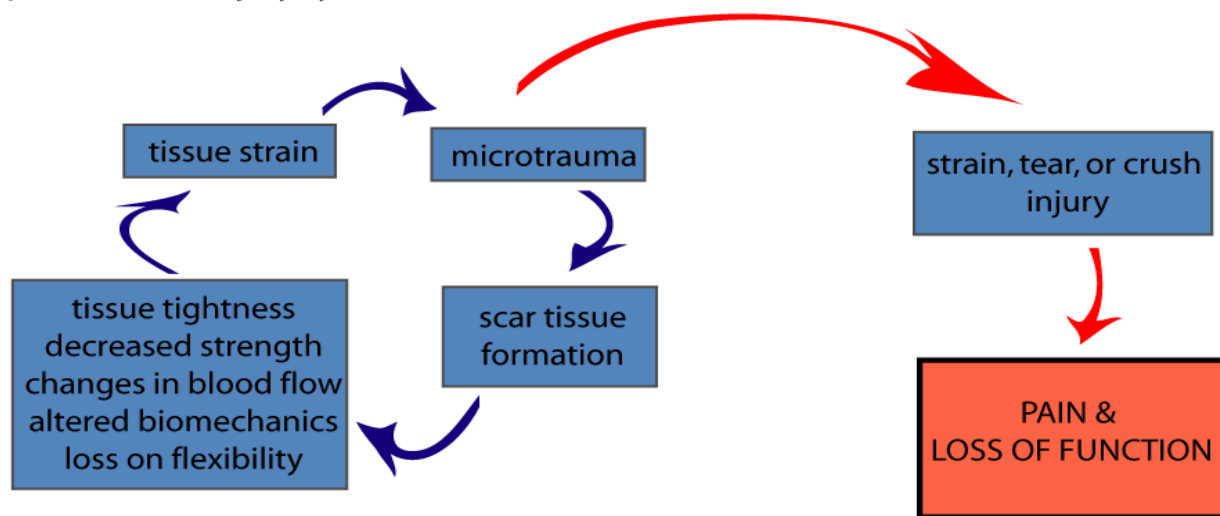 tissue strain
microtrauma
strain, tear, or crush
injury
tissue tightness
decreased strength
changes in blood flow
altered biomechanics
loss on flexibility
scar tissue
formation
PAIN &
LOSS OF FUNCTION